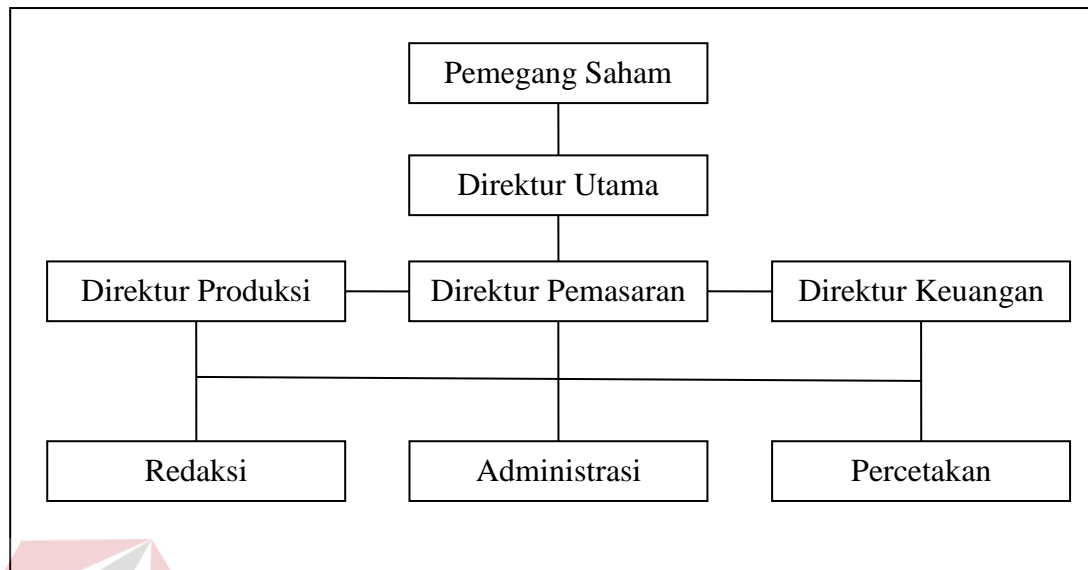 Pemegang Saham
Direktur Utama
Direktur Produksi
Direktur Pemasaran
Direktur Keuangan
Redaksi
Administrasi
Percetakan